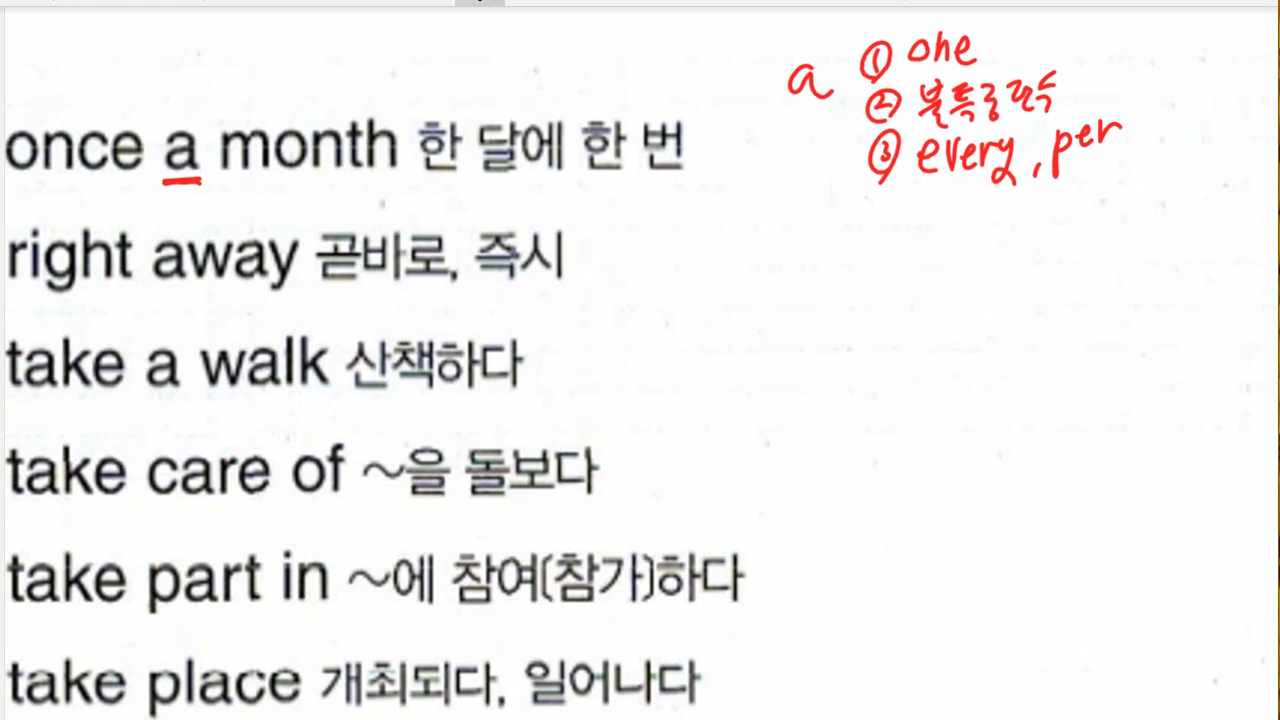 a ① one
② 불특정 단수
③ every, per
once a month 한 달에 한 번
right away 곧바로, 즉시
take a walk 산책하다
take care of ~을 돌보다
take part in ~에 참여(참가)하다
take place 개최되다, 일어나다